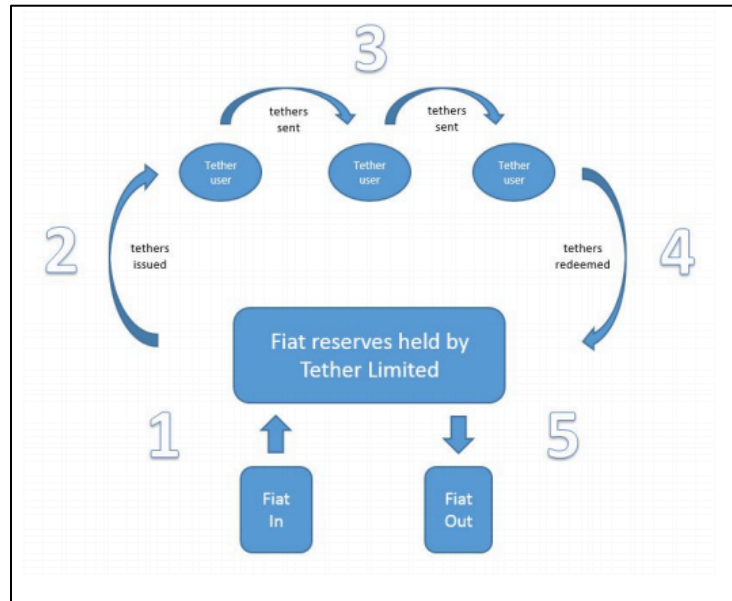 3
tethers
sent
tethers
sent
Tether
user
Tether
user
Tether
user
2
tethers
issued
tethers
redeemed
4
Fiat reserves held by
Tether Limited
1
5
Fiat
In
Fiat
Out